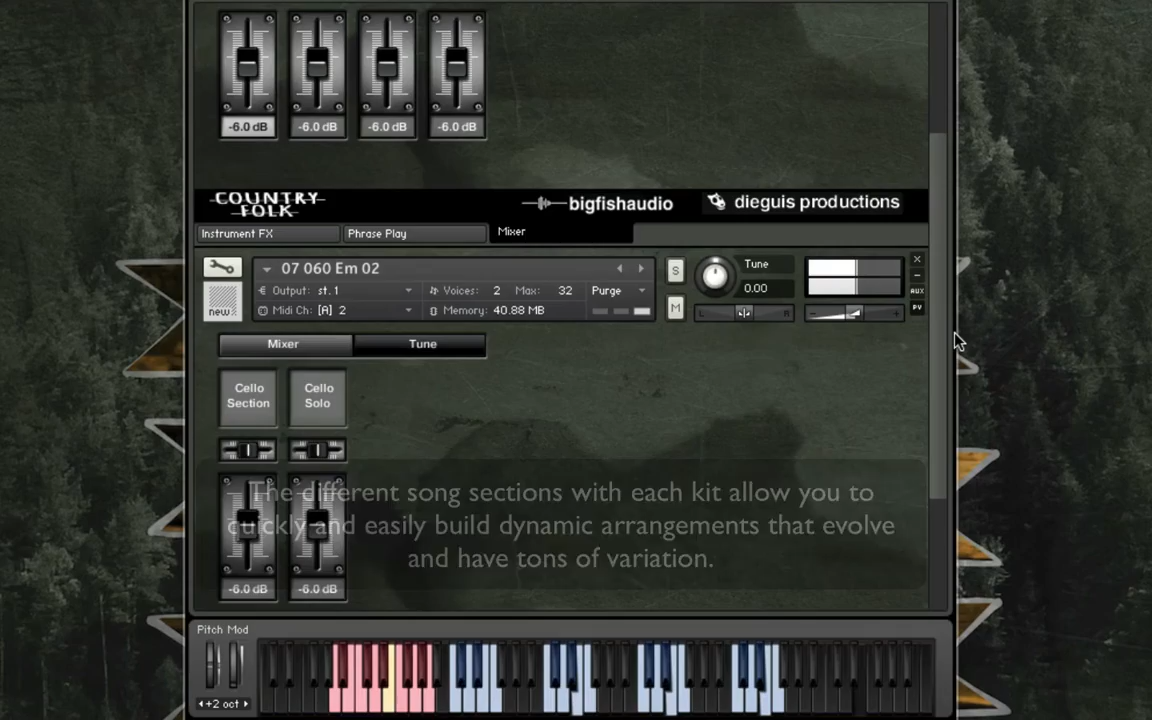 -6.0 dB -6.0 dB -6.0 dB -6.0 dB
COUNTRY
FOLK
bigfishaudio
dieguis productions
Instrument FX Phrase Play Mixer
07 060 Em 02
S
Tune
0.00
Output: st. 1
Voices: 2 Max: 32 Purge
Midi Ch: [A] 2
Memory: 40.88 MB
new
M
L R
- +
x
-
AUX
PV
Mixer Tune
Cello
Section
Cello
Solo
The different song sections with each kit allow you to
quickly and easily build dynamic arrangements that evolve
and have tons of variation.
-6.0 dB -6.0 dB
Pitch Mod
+2 oct